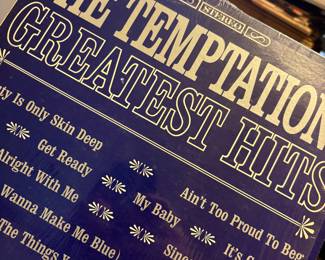 STEREO
HE TEMPTATION
GREATEST HITS
ty Is Only Skin Deep
Get Ready
Ain't Too Proud To Beg
Alright With Me
My Baby
It's G
Wanna Make Me Blue)
Sinc
The Things Y